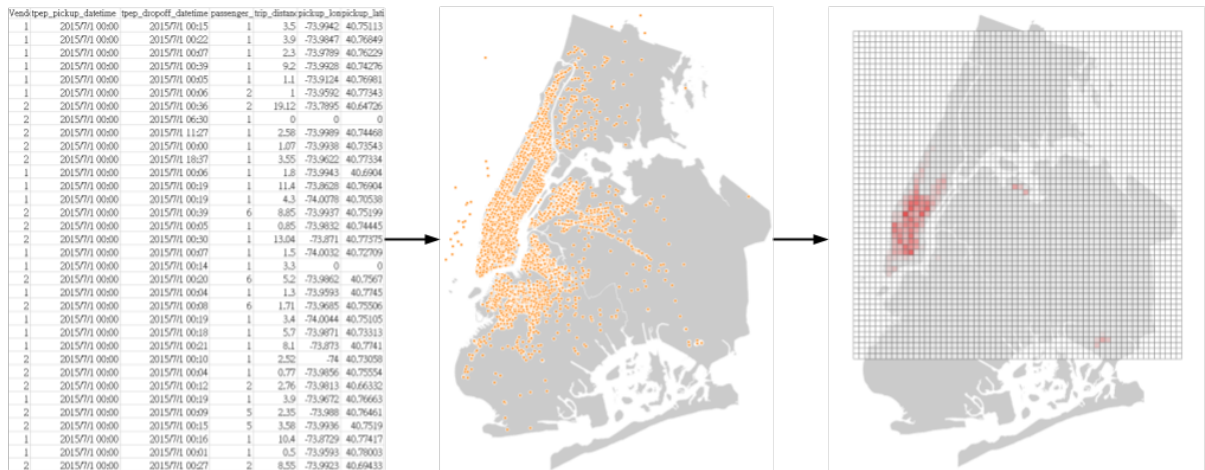 Vend tpep_pickup_datetime tpep_dropoff_datetime passenger_ trip_distanc pickup_lon pickup_lati
1 2015/7/1 00:00 2015/7/1 00:15 1 3.5 -73.9942 40.75113
1 2015/7/1 00:00 2015/7/1 00:22 1 3.9 -73.9847 40.76849
1 2015/7/1 00:00 2015/7/1 00:07 1 2.3 -73.9789 40.76229
1 2015/7/1 00:00 2015/7/1 00:39 1 9.2 -73.9928 40.74276
1 2015/7/1 00:00 2015/7/1 00:05 1 1.1 -73.9124 40.76981
1 2015/7/1 00:00 2015/7/1 00:06 2 1 -73.9592 40.77343
2 2015/7/1 00:00 2015/7/1 00:36 2 19.12 -73.7895 40.64726
2 2015/7/1 00:00 2015/7/1 06:30 1 0 0 0
2 2015/7/1 00:00 2015/7/1 11:27 1 2.58 -73.9989 40.74468
2 2015/7/1 00:00 2015/7/1 00:00 1 1.07 -73.9938 40.73543
2 2015/7/1 00:00 2015/7/1 18:37 1 3.55 -73.9622 40.77334
1 2015/7/1 00:00 2015/7/1 00:06 1 1.8 -73.9943 40.6904
1 2015/7/1 00:00 2015/7/1 00:19 1 11.4 -73.8628 40.76904
1 2015/7/1 00:00 2015/7/1 00:19 1 4.3 -74.0078 40.70538
2 2015/7/1 00:00 2015/7/1 00:39 6 8.85 -73.9937 40.75199
2 2015/7/1 00:00 2015/7/1 00:05 1 0.85 -73.9832 40.74445
2 2015/7/1 00:00 2015/7/1 00:30 1 13.04 -73.871 40.77375
1 2015/7/1 00:00 2015/7/1 00:07 1 1.5 -74.0032 40.72709
1 2015/7/1 00:00 2015/7/1 00:14 1 3.3 0 0
2 2015/7/1 00:00 2015/7/1 00:20 6 5.2 -73.9862 40.7567
1 2015/7/1 00:00 2015/7/1 00:04 1 1.3 -73.9593 40.7745
2 2015/7/1 00:00 2015/7/1 00:08 6 1.71 -73.9685 40.75506
1 2015/7/1 00:00 2015/7/1 00:19 1 3.4 -74.0044 40.75105
1 2015/7/1 00:00 2015/7/1 00:18 1 5.7 -73.9871 40.73313
1 2015/7/1 00:00 2015/7/1 00:21 1 8.1 -73.873 40.7741
2 2015/7/1 00:00 2015/7/1 00:10 1 2.52 -74 40.73058
2 2015/7/1 00:00 2015/7/1 00:04 1 0.77 -73.9856 40.75554
2 2015/7/1 00:00 2015/7/1 00:12 2 2.76 -73.9813 40.66332
1 2015/7/1 00:00 2015/7/1 00:19 1 3.9 -73.9672 40.76663
2 2015/7/1 00:00 2015/7/1 00:09 5 2.35 -73.988 40.76461
2 2015/7/1 00:00 2015/7/1 00:15 5 3.58 -73.9936 40.7519
1 2015/7/1 00:00 2015/7/1 00:16 1 10.4 -73.8729 40.77417
1 2015/7/1 00:00 2015/7/1 00:01 1 0.5 -73.9593 40.78003
2 2015/7/1 00:00 2015/7/1 00:27 2 8.55 -73.9923 40.69433